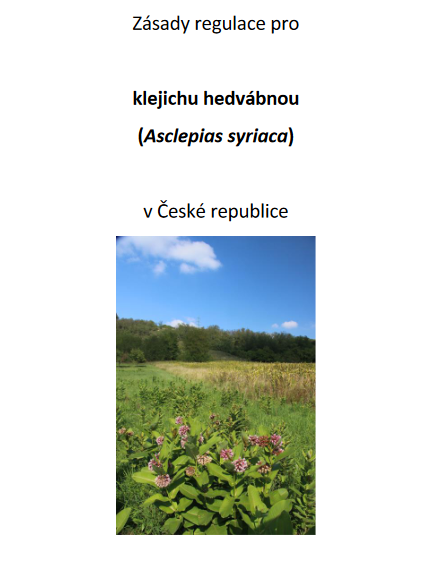 Zásady regulace pro
klejichu hedvábnou
(Asclepias syriaca)
v České republice